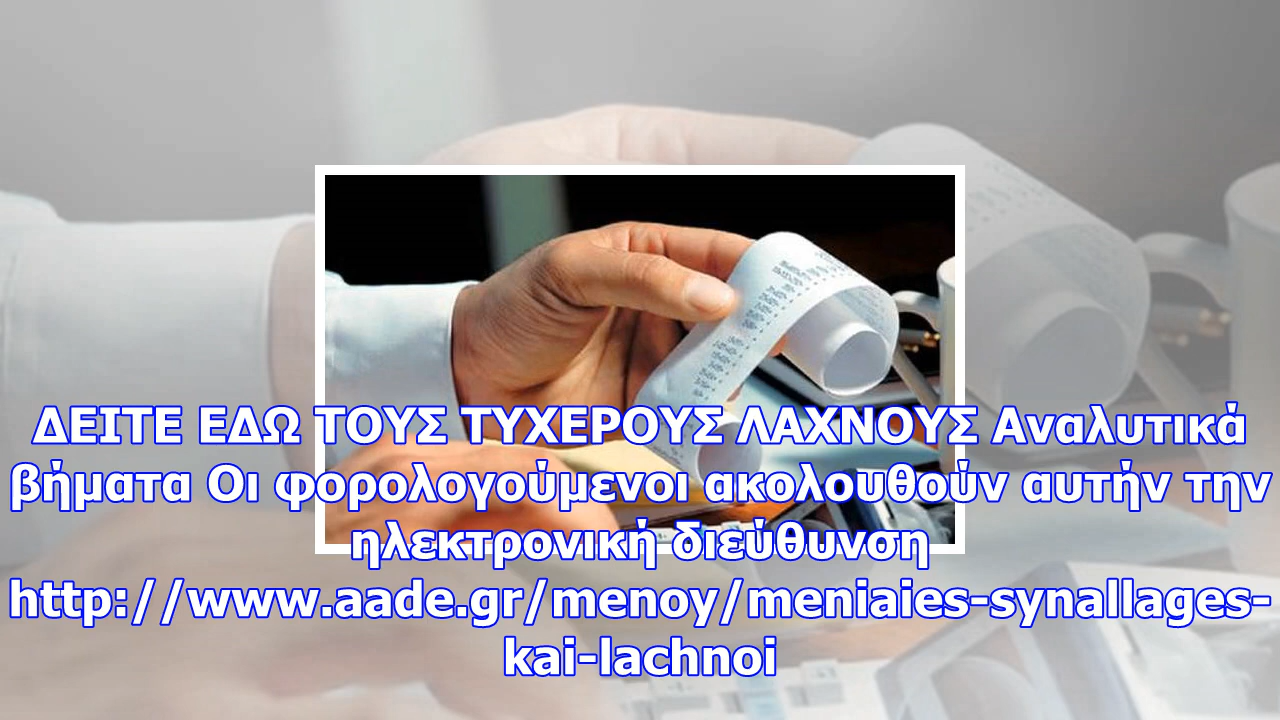 ΔΕΙΤΕ ΕΔΩ ΤΟΥΣ ΤΥΧΕΡΟΥΣ ΛΑΧΝΟΥΣ Αναλυτικά
βήματα Οι φορολογούμενοι ακολουθούν αυτήν την
ηλεκτρονική διεύθυνση
http://www.aade.gr/menoy/meniaies-synallages-
kai-lachnoi